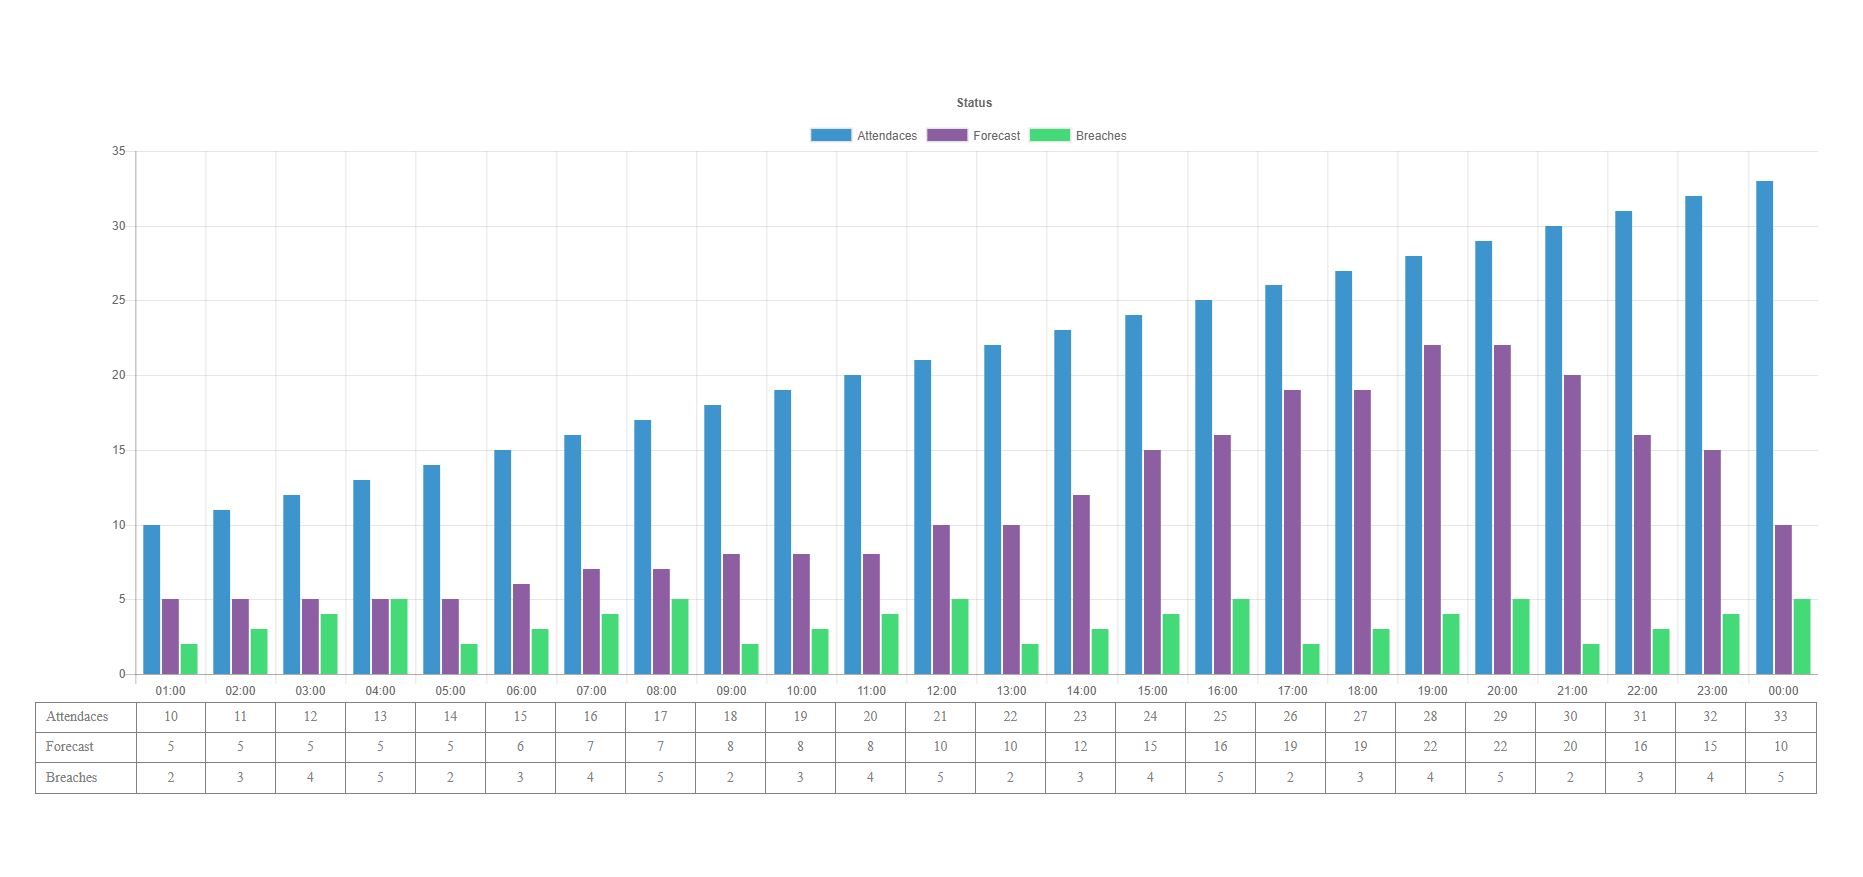 Status
Attendaces Forecast Breaches
35
30
25
20
15
10
5
0
01:00 02:00 03:00 04:00 05:00 06:00 07:00 08:00 09:00 10:00 11:00 12:00 13:00 14:00 15:00 16:00 17:00 18:00 19:00 20:00 21:00 22:00 23:00 00:00
Attendaces 10 11 12 13 14 15 16 17 18 19 20 21 22 23 24 25 26 27 28 29 30 31 32 33
Forecast 5 5 5 5 5 6 7 7 8 8 8 10 10 12 15 16 19 19 22 22 20 16 15 10
Breaches 2 3 4 5 2 3 4 5 2 3 4 5 2 3 4 5 2 3 4 5 2 3 4 5